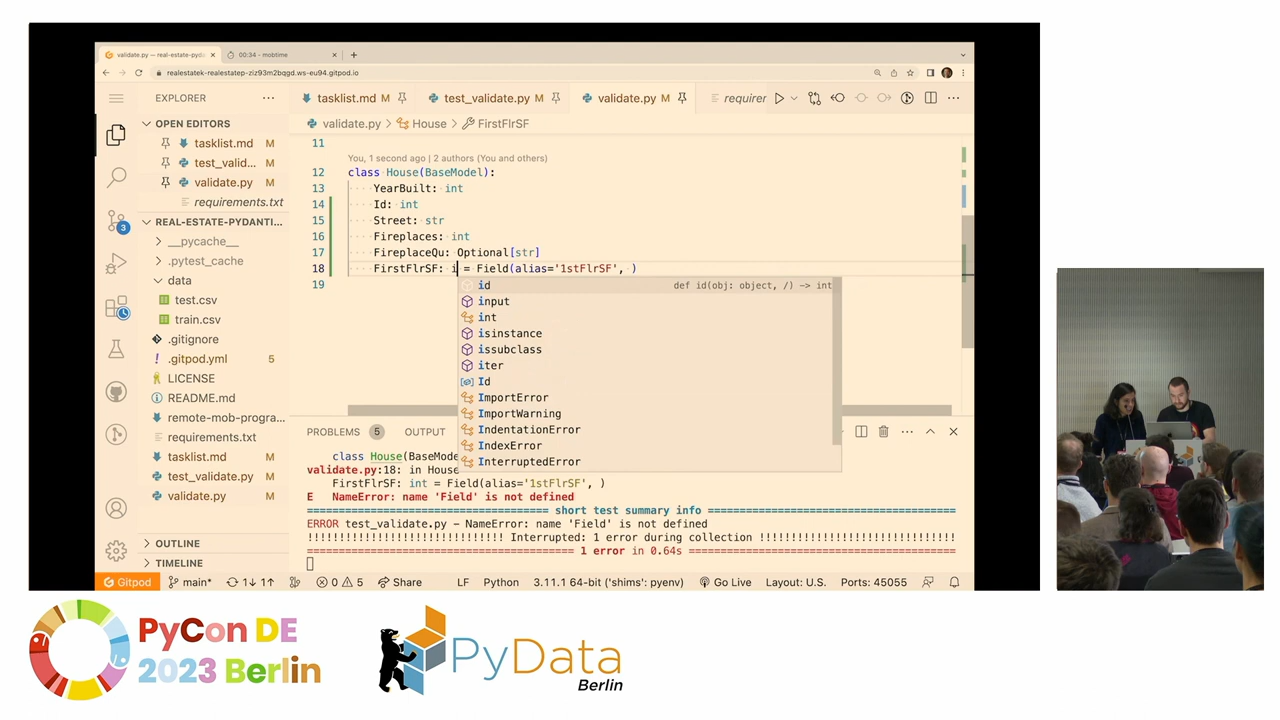 validate.py — real-estate-pyda
00:34 - mobtime
realestatek-realestatep-ziz93m2bqgd.ws-eu94.gitpod.io
EXPLORER
tasklist.md M
test_validate.py M
validate.py M
requirer
OPEN EDITORS
tasklist.md M
test_valid... M
validate.py M
requirements.txt
REAL-ESTATE-PYDANTI...
__pycache__
.pytest_cache
data
test.csv
train.csv
.gitignore
.gitpod.yml 5
LICENSE
README.md
remote-mob-progra...
requirements.txt
tasklist.md M
test_validate.py M
validate.py M
OUTLINE
TIMELINE
3
validate.py > House > FirstFlrSF
11
You, 1 second ago | 2 authors (You and others)
12 class House(BaseModel):
13 YearBuilt: int
14 Id: int
15 Street: str
16 Fireplaces: int
17 FireplaceQu: Optional[str]
18 FirstFlrSF: i = Field(alias='1stFlrSF', )
19
id def id(obj: object, /) -> int
input
int
isinstance
issubclass
iter
Id
ImportError
ImportWarning
IndentationError
IndexError
InterruptedError
PROBLEMS 5 OUTPUT
class House(BaseMode
validate.py:18: in House
FirstFlrSF: int = Field(alias='1stFlrSF', )
E NameError: name 'Field' is not defined
=================================== short test summary info ====================================
ERROR test_validate.py - NameError: name 'Field' is not defined
!!!!!!!!!!!!!!!!!!!!!!!!!!!! Interrupted: 1 error during collection !!!!!!!!!!!!!!!!!!!!!!!!!!!!
======================================= 1 error in 0.64s =======================================
Gitpod main* 1↓ 1↑ 0 5 Share LF Python 3.11.1 64-bit ('shims': pyenv) Go Live Layout: U.S. Ports: 45055
PyCon DE
2023 Berlin
PyData
Berlin